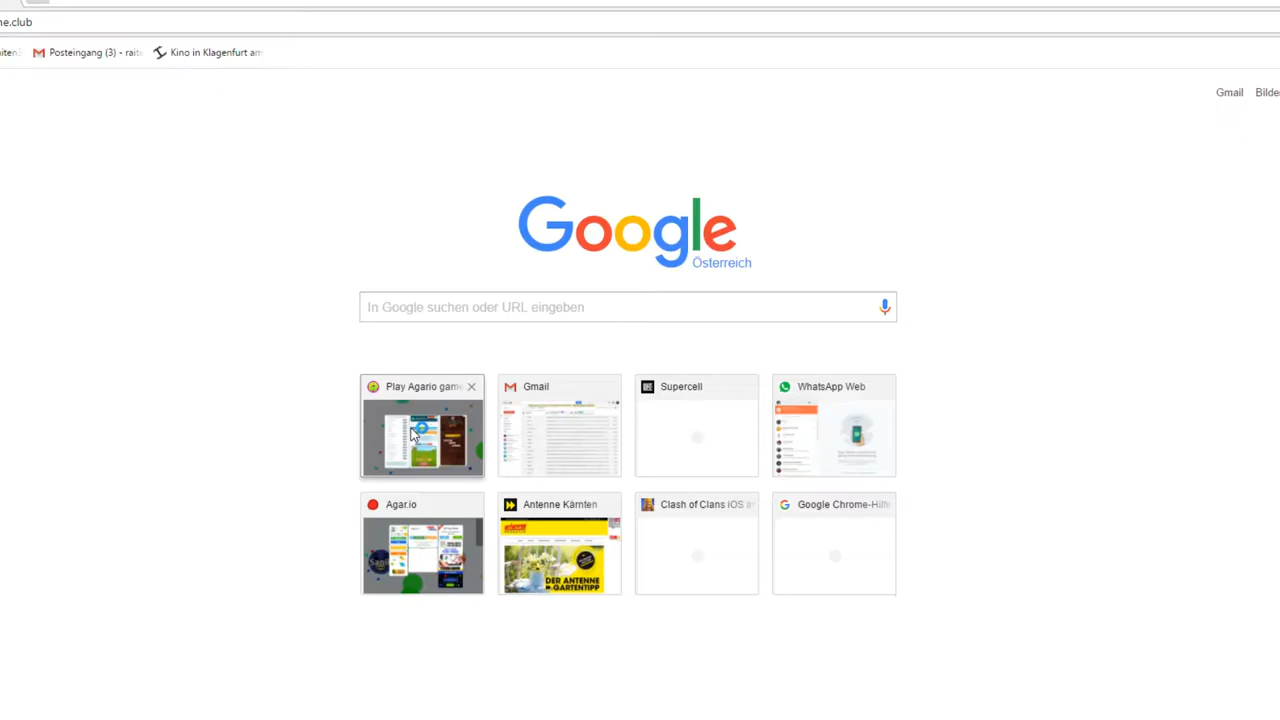 ne.club
Posteingang (3) - raite
Kino in Klagenfurt am
Gmail Bilde
Google
Österreich
In Google suchen oder URL eingeben
Play Agario game
Gmail
Supercell
WhatsApp Web
Agar.io
Antenne Kärnten
Clash of Clans iOS a
Google Chrome-Hilfe
DER ANTENNE
GARTENTIPP